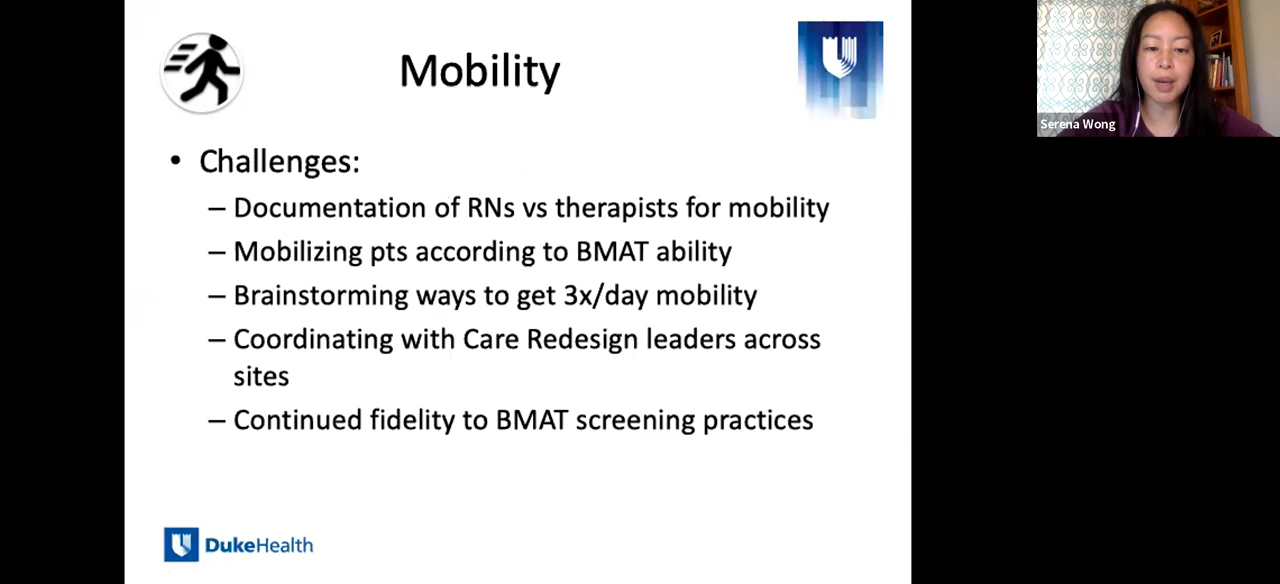 Mobility
• Challenges:
– Documentation of RNs vs therapists for mobility
– Mobilizing pts according to BMAT ability
– Brainstorming ways to get 3x/day mobility
– Coordinating with Care Redesign leaders across
sites
– Continued fidelity to BMAT screening practices
DukeHealth
Serena Wong